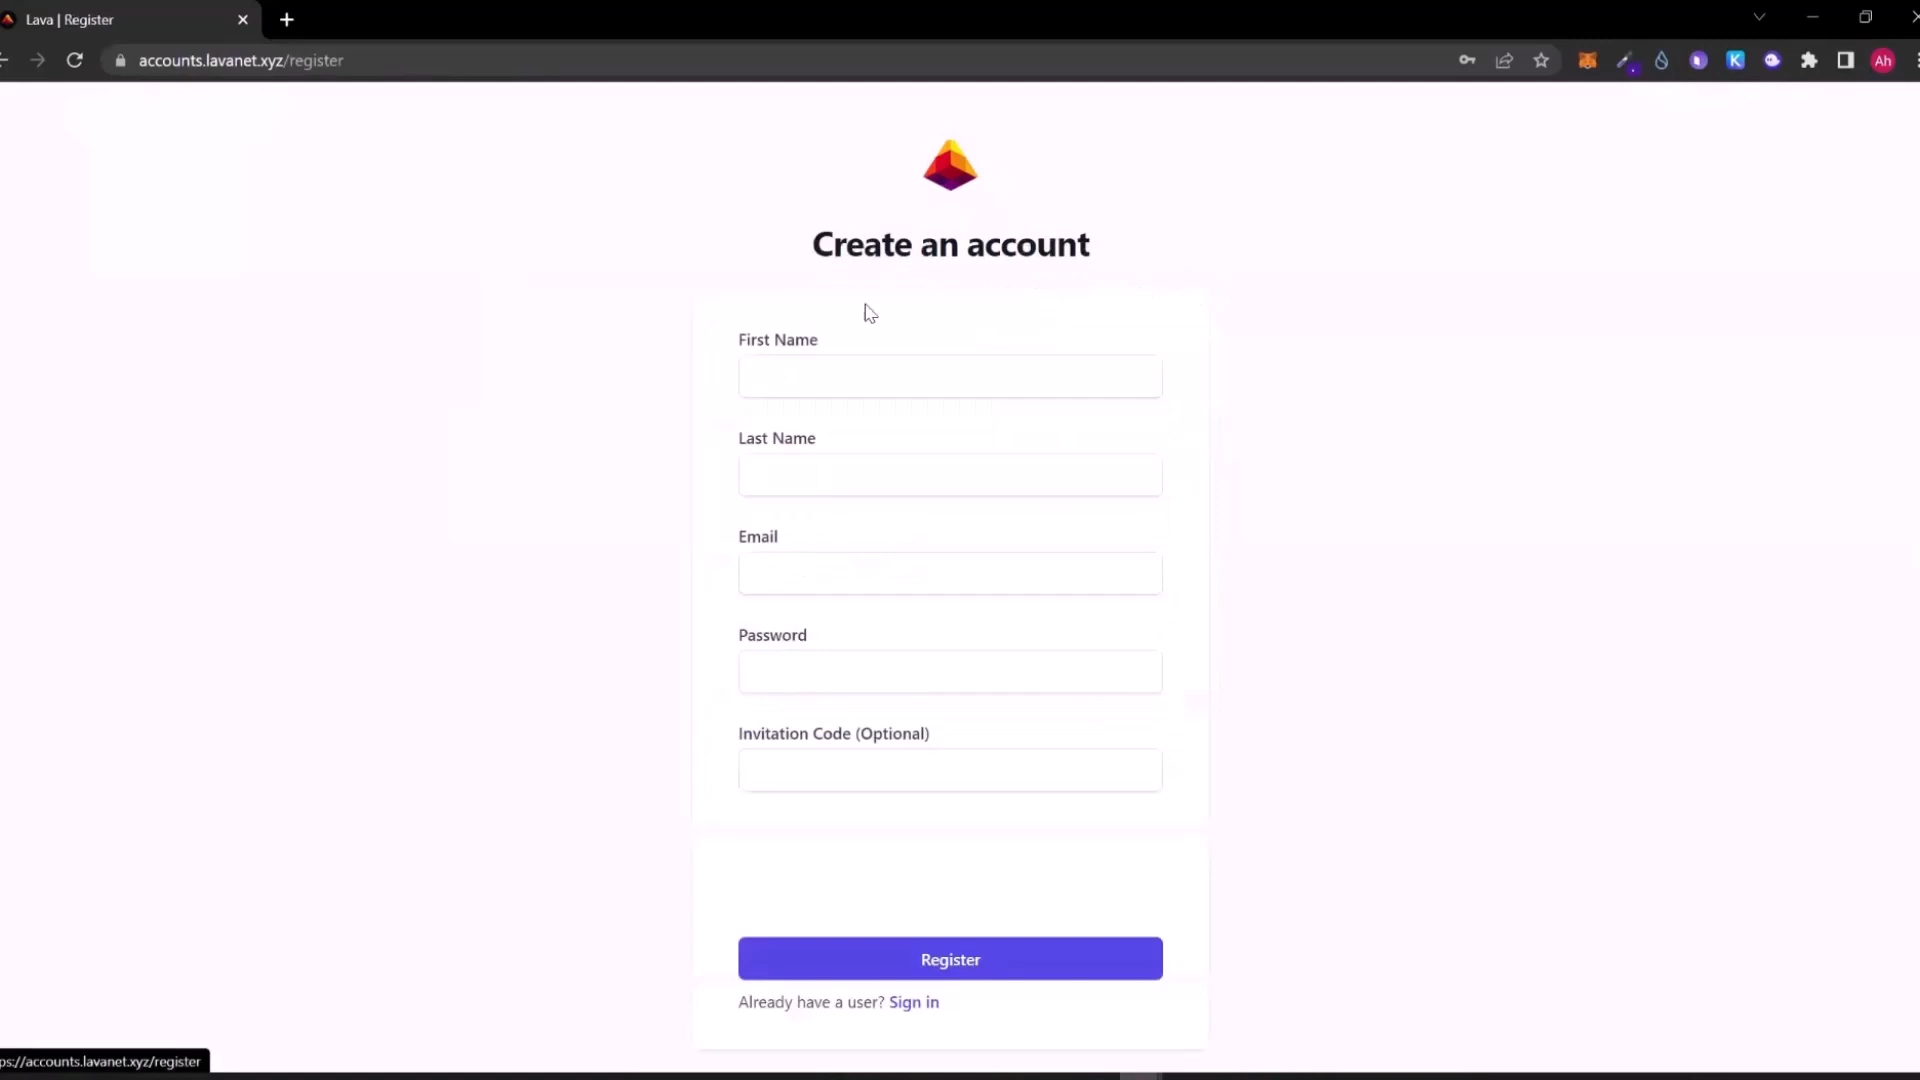 Lava | Register
accounts.lavanet.xyz/register
K
Ah
Create an account
First Name
Last Name
Email
Password
Invitation Code (Optional)
Register
Already have a user? Sign in
ps://accounts.lavanet.xyz/register